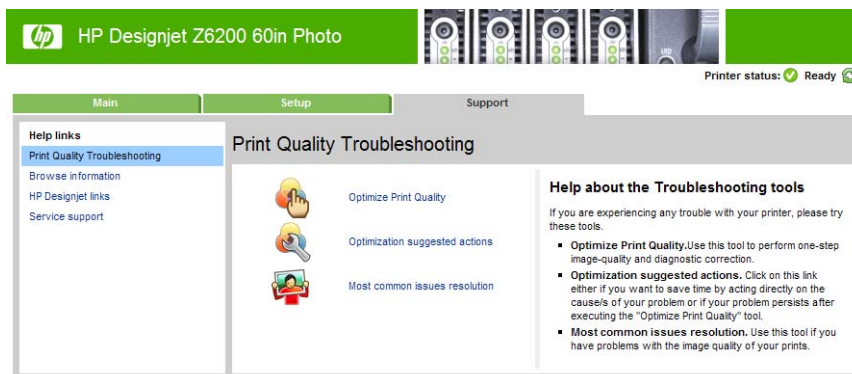 hp HP Designjet Z6200 60in Photo
UID
Printer status: Ready
Main Setup Support
Help links
Print Quality Troubleshooting
Browse information
HP Designjet links
Service support
Print Quality Troubleshooting
Optimize Print Quality
Optimization suggested actions
Most common issues resolution
Help about the Troubleshooting tools
If you are experiencing any trouble with your printer, please try
these tools.
Optimize Print Quality.Use this tool to perform one-step
image-quality and diagnostic correction.
Optimization suggested actions. Click on this link
either if you want to save time by acting directly on the
cause/s of your problem or if your problem persists after
executing the "Optimize Print Quality" tool.
Most common issues resolution. Use this tool if you
have problems with the image quality of your prints.